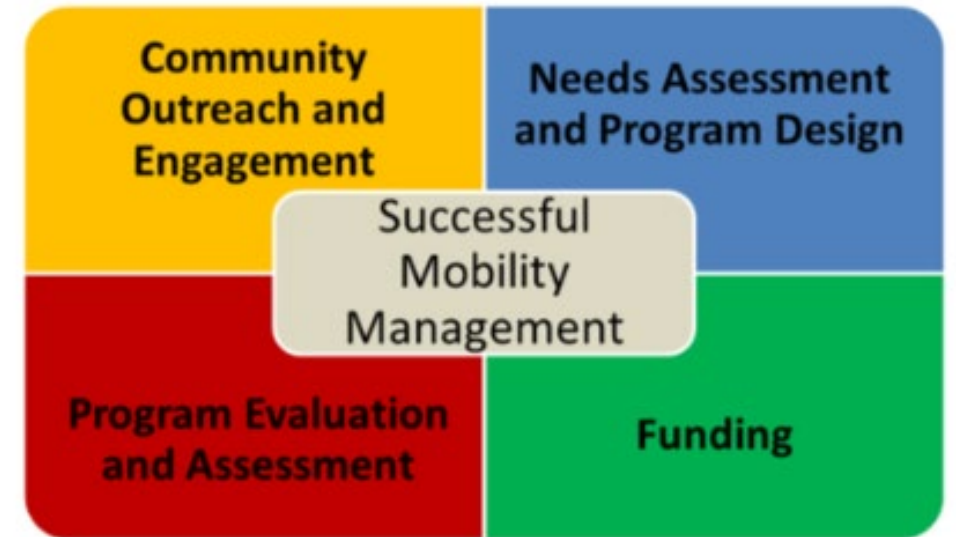 Community
Outreach and
Engagement
Needs Assessment
and Program Design
Successful
Mobility
Management
Program Evaluation
and Assessment
Funding